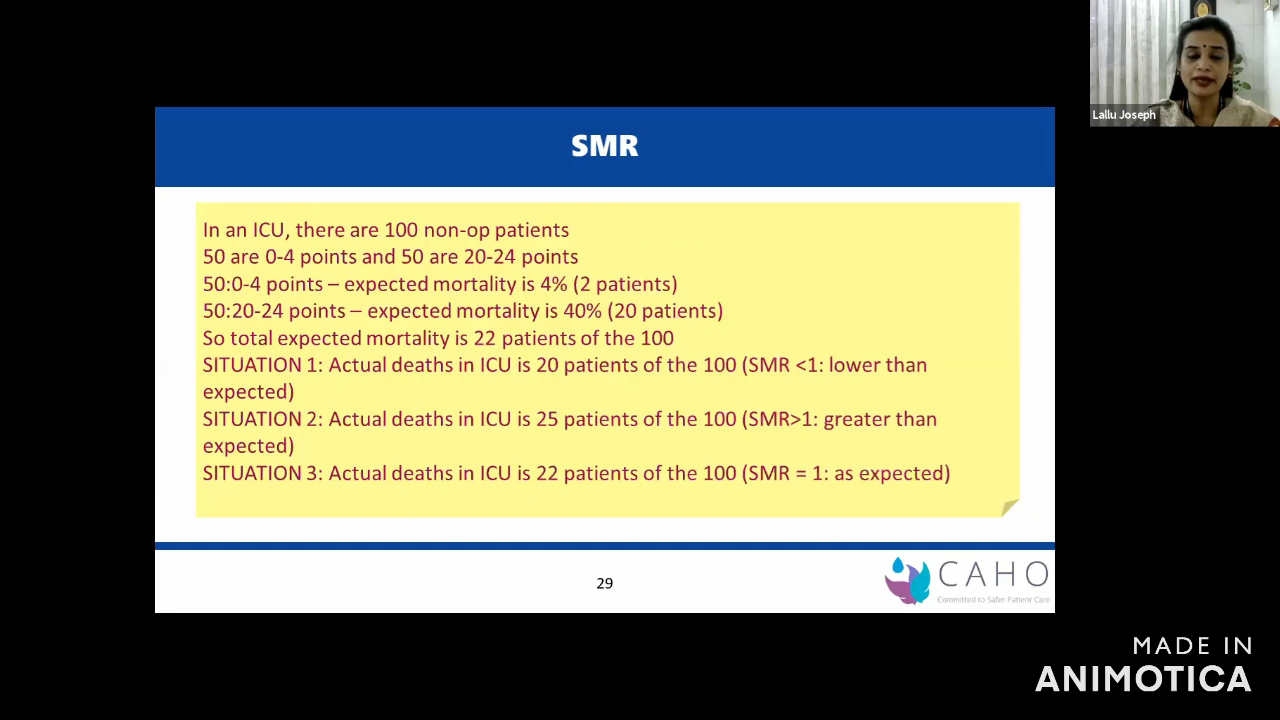 Lallu Joseph
SMR
In an ICU, there are 100 non-op patients
50 are 0-4 points and 50 are 20-24 points
50:0-4 points – expected mortality is 4% (2 patients)
50:20-24 points – expected mortality is 40% (20 patients)
So total expected mortality is 22 patients of the 100
SITUATION 1: Actual deaths in ICU is 20 patients of the 100 (SMR <1: lower than
expected)
SITUATION 2: Actual deaths in ICU is 25 patients of the 100 (SMR>1: greater than
expected)
SITUATION 3: Actual deaths in ICU is 22 patients of the 100 (SMR = 1: as expected)
29
CAHO
Committed to Safer Patient Care
MADE IN
ANIMOTICA